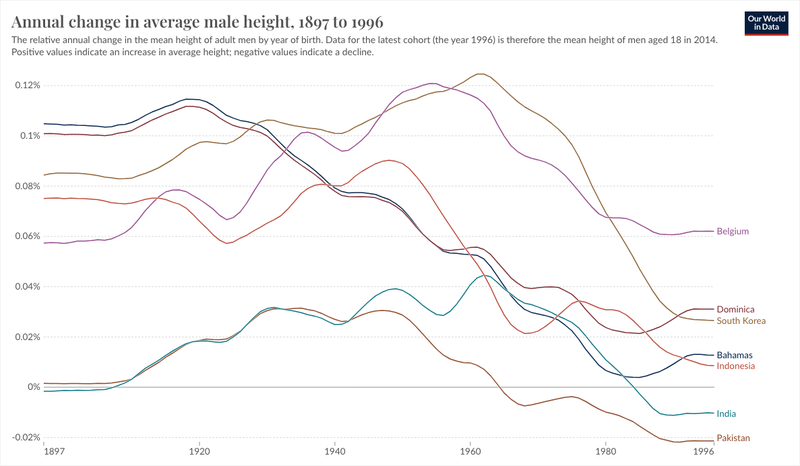 Annual change in average male height, 1897 to 1996
Our World
in Data
The relative annual change in the mean height of adult men by year of birth. Data for the latest cohort (the year 1996) is therefore the mean height of men aged 18 in 2014.
Positive values indicate an increase in average height; negative values indicate a decline.
0.12%
0.1%
0.08%
0.06%
0.04%
0.02%
0%
-0.02%
Belgium
Dominica
South Korea
Bahamas
Indonesia
India
Pakistan
1897
1920
1940
1960
1980
1996